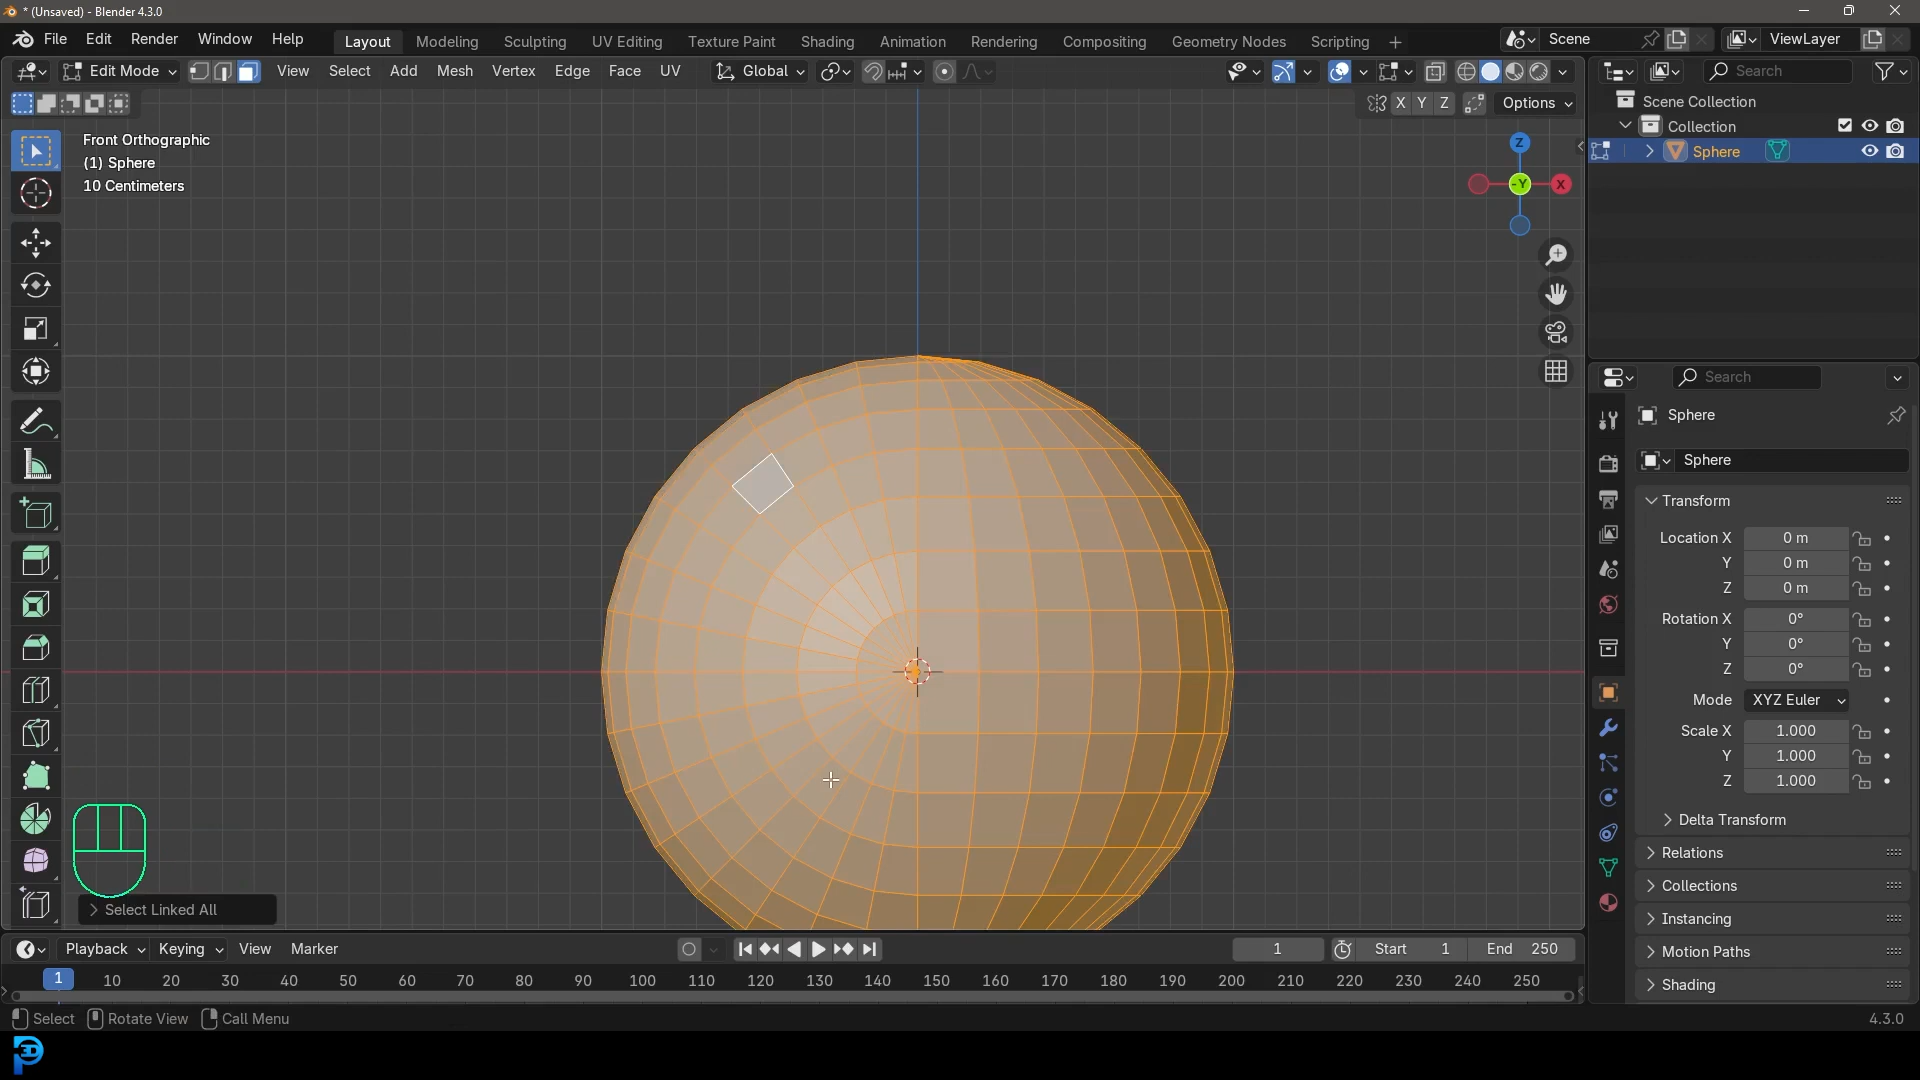 * (Unsaved) - Blender 4.3.0
File Edit Render Window Help Layout Modeling Sculpting UV Editing Texture Paint Shading Animation Rendering Compositing Geometry Nodes Scripting + Scene ViewLayer
Edit Mode View Select Add Mesh Vertex Edge Face UV Global Search
X Y Z Options Scene Collection
Collection
Sphere
Front Orthographic
(1) Sphere
10 Centimeters
Z
-Y X
Search
Sphere
Sphere
Transform
Location X 0 m
Y 0 m
Z 0 m
Rotation X 0°
Y 0°
Z 0°
Mode XYZ Euler
Scale X 1.000
Y 1.000
Z 1.000
Delta Transform
Relations
Collections
Instancing
Motion Paths
Shading
Select Linked All
Playback Keying View Marker 1 Start 1 End 250
1 10 20 30 40 50 60 70 80 90 100 110 120 130 140 150 160 170 180 190 200 210 220 230 240 250
Select Rotate View Call Menu 4.3.0